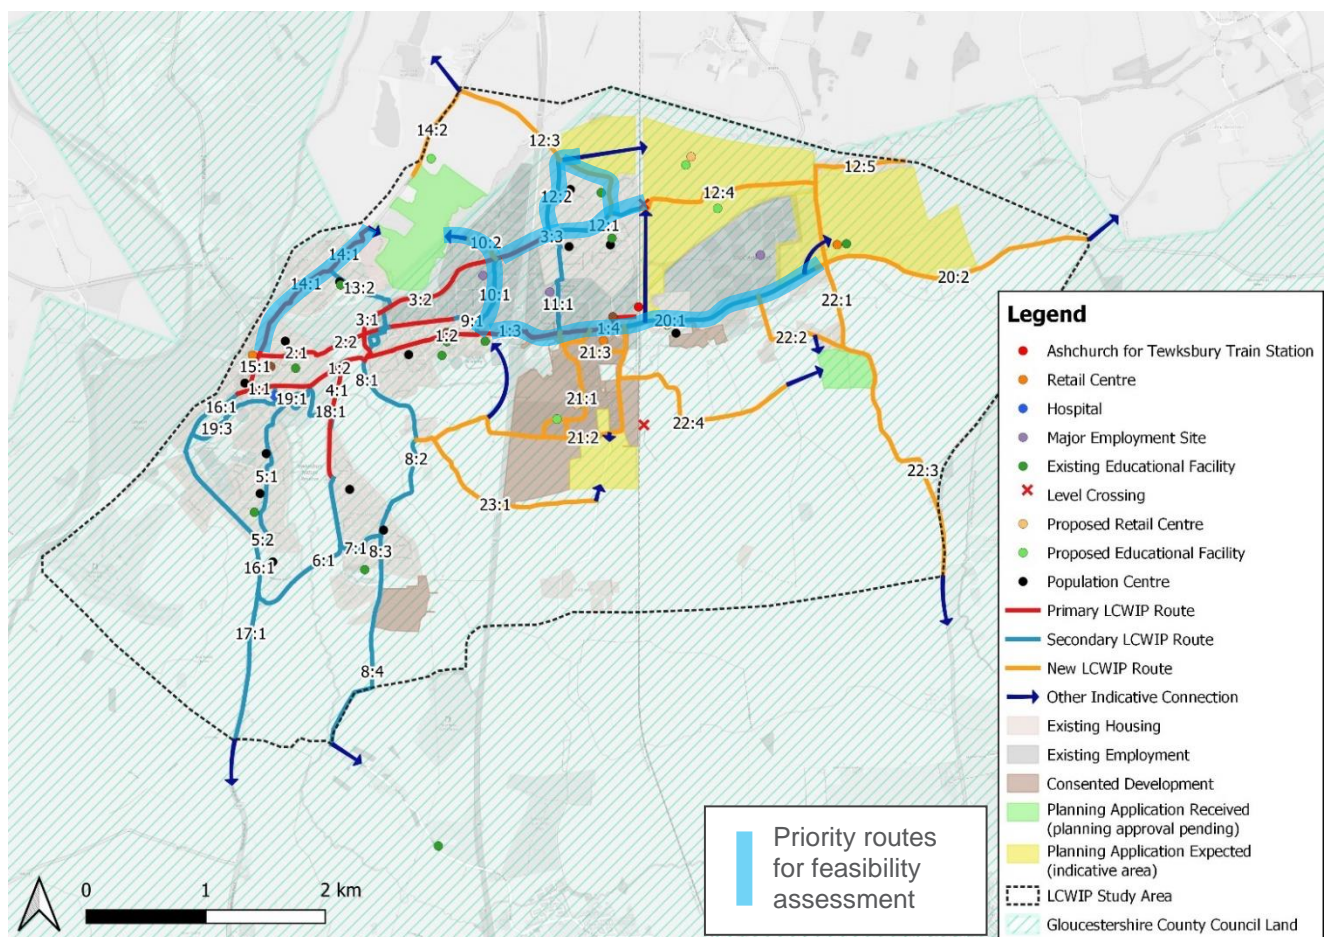 14:2
12:3
12:5
12:2
12:4
12:1
14:1
10:2
3:3
14:1
13:2
20:2
10:1
3:2
11:1
22:1
3:1
9:1
1:3
1:4
20:1
2:2
1:2
22:2
2:1
21:3
15:1
1:2
8:1
1:1
4:1
19:1
16:1
18:1
21:1
19:3
22:4
21:2
8:2
5:1
22:3
23:1
5:2
7:1
8:3
6:1
16:1
17:1
8:4
Legend
Ashchurch for Tewksbury Train Station
Retail Centre
Hospital
Major Employment Site
Existing Educational Facility
Level Crossing
Proposed Retail Centre
Proposed Educational Facility
Population Centre
Primary LCWIP Route
Secondary LCWIP Route
New LCWIP Route
Other Indicative Connection
Existing Housing
Existing Employment
Consented Development
Planning Application Received
(planning approval pending)
Planning Application Expected
(indicative area)
LCWIP Study Area
Gloucestershire County Council Land
Priority routes
for feasibility
assessment
0 1 2 km